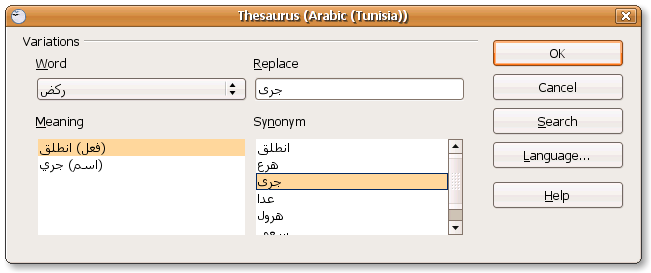 Thesaurus (Arabic (Tunisia))
Variations
Word
Replace
ركض
جرى
Meaning
Synonym
(فعل) انطلق
(اسم) جري
انطلق
هرع
جرى
عدا
هرول
OK
Cancel
Search
Language...
Help